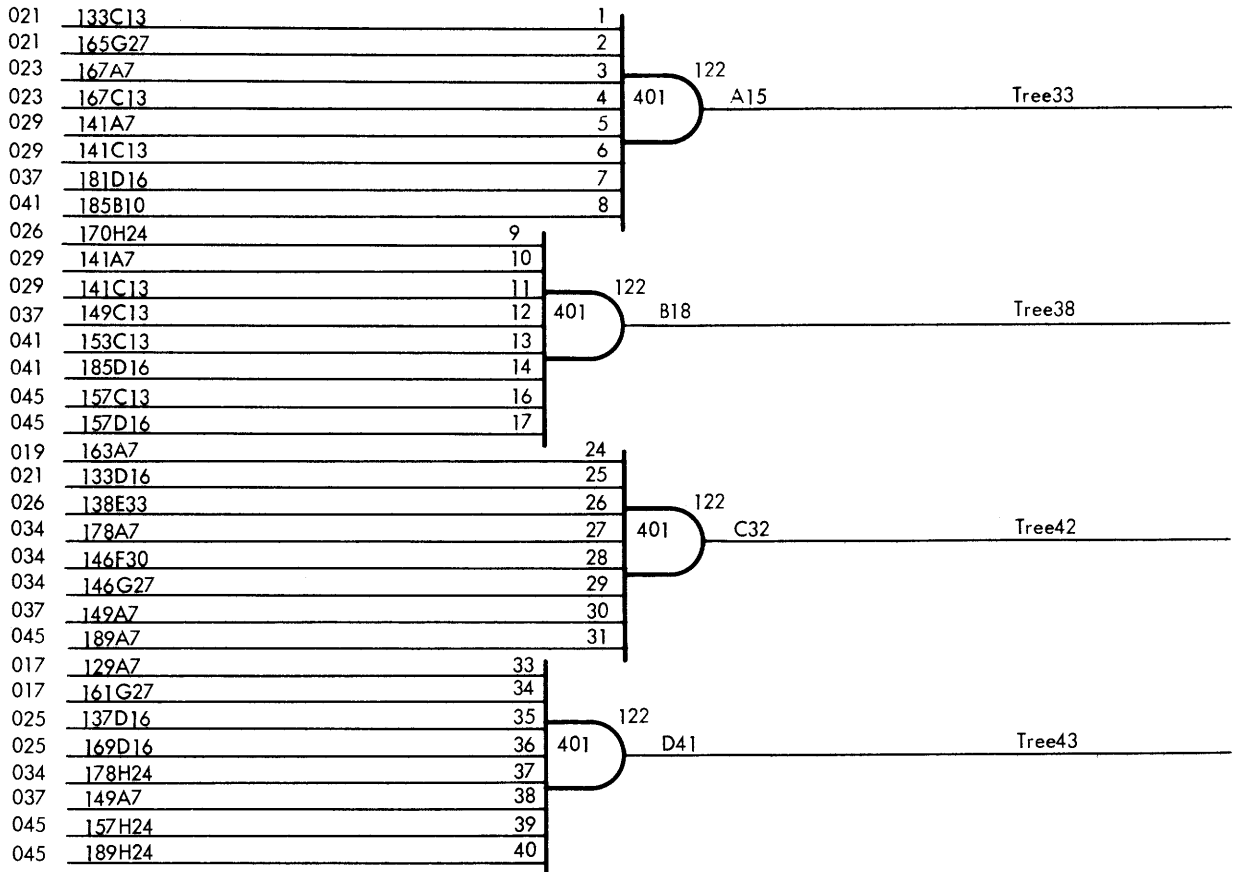 021 133C13 1
021 165G27 2
122
023 167A7 3
023 167C13 4 401 A15 Tree33
029 141A7 5
029 141C13 6
037 181D16 7
041 185B10 8
026 170H24 9
029 141A7 10
029 141C13 11 122
037 149C13 12 401 B18 Tree38
041 153C13 13
041 185D16 14
045 157C13 16
045 157D16 17
019 163A7 24
021 133D16 25
026 138E33 26 122
034 178A7 27 401 C32 Tree42
034 146F30 28
034 146G27 29
037 149A7 30
045 189A7 31
017 129A7 33
017 161G27 34
025 137D16 35 122
025 169D16 36 401 D41 Tree43
034 178H24 37
037 149A7 38
045 157H24 39
045 189H24 40